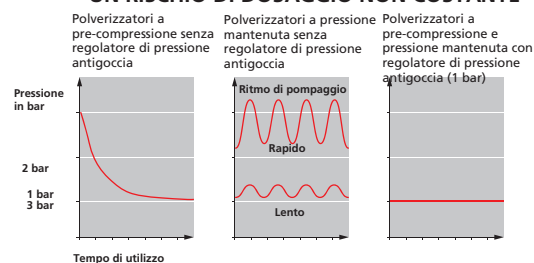 UN RISCHIO DI DOSAGGIO NON COSTANTE
Polverizzatori a
pre-compressione senza
regolatore di pressione
antigoccia
Polverizzatori a pressione
mantenuta senza
regolatore di pressione
antigoccia
Polverizzatori a
pre-compressione e
pressione mantenuta con
regolatore di pressione
antigoccia (1 bar)
Pressione
in bar
2 bar
1 bar
3 bar
Tempo di utilizzo
Ritmo di pompaggio
Rapido
Lento